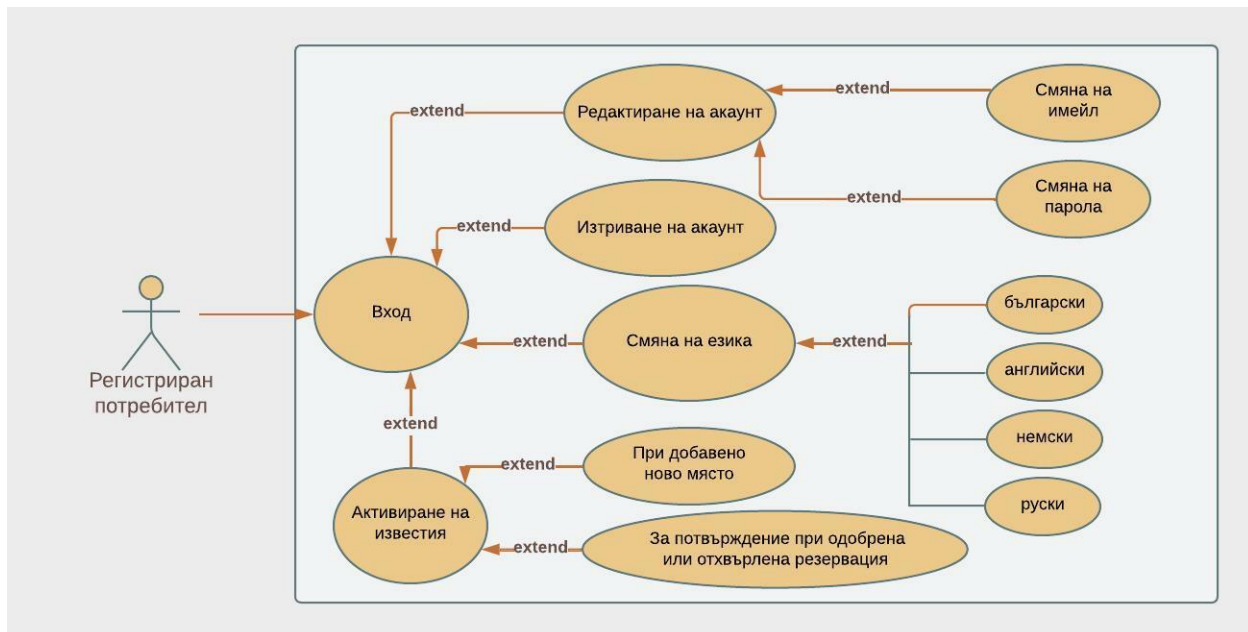 extend
Смяна на
имейл
extend
Редактиране на акаунт
extend
Смяна на
парола
extend
Изтриване на акаунт
Вход
български
extend
Смяна на езика
extend
английски
Регистриран
потребител
extend
немски
extend
При добавено
ново място
руски
Активиране на
известия
extend
За потвърждение при одобрена
или отхвърлена резервация